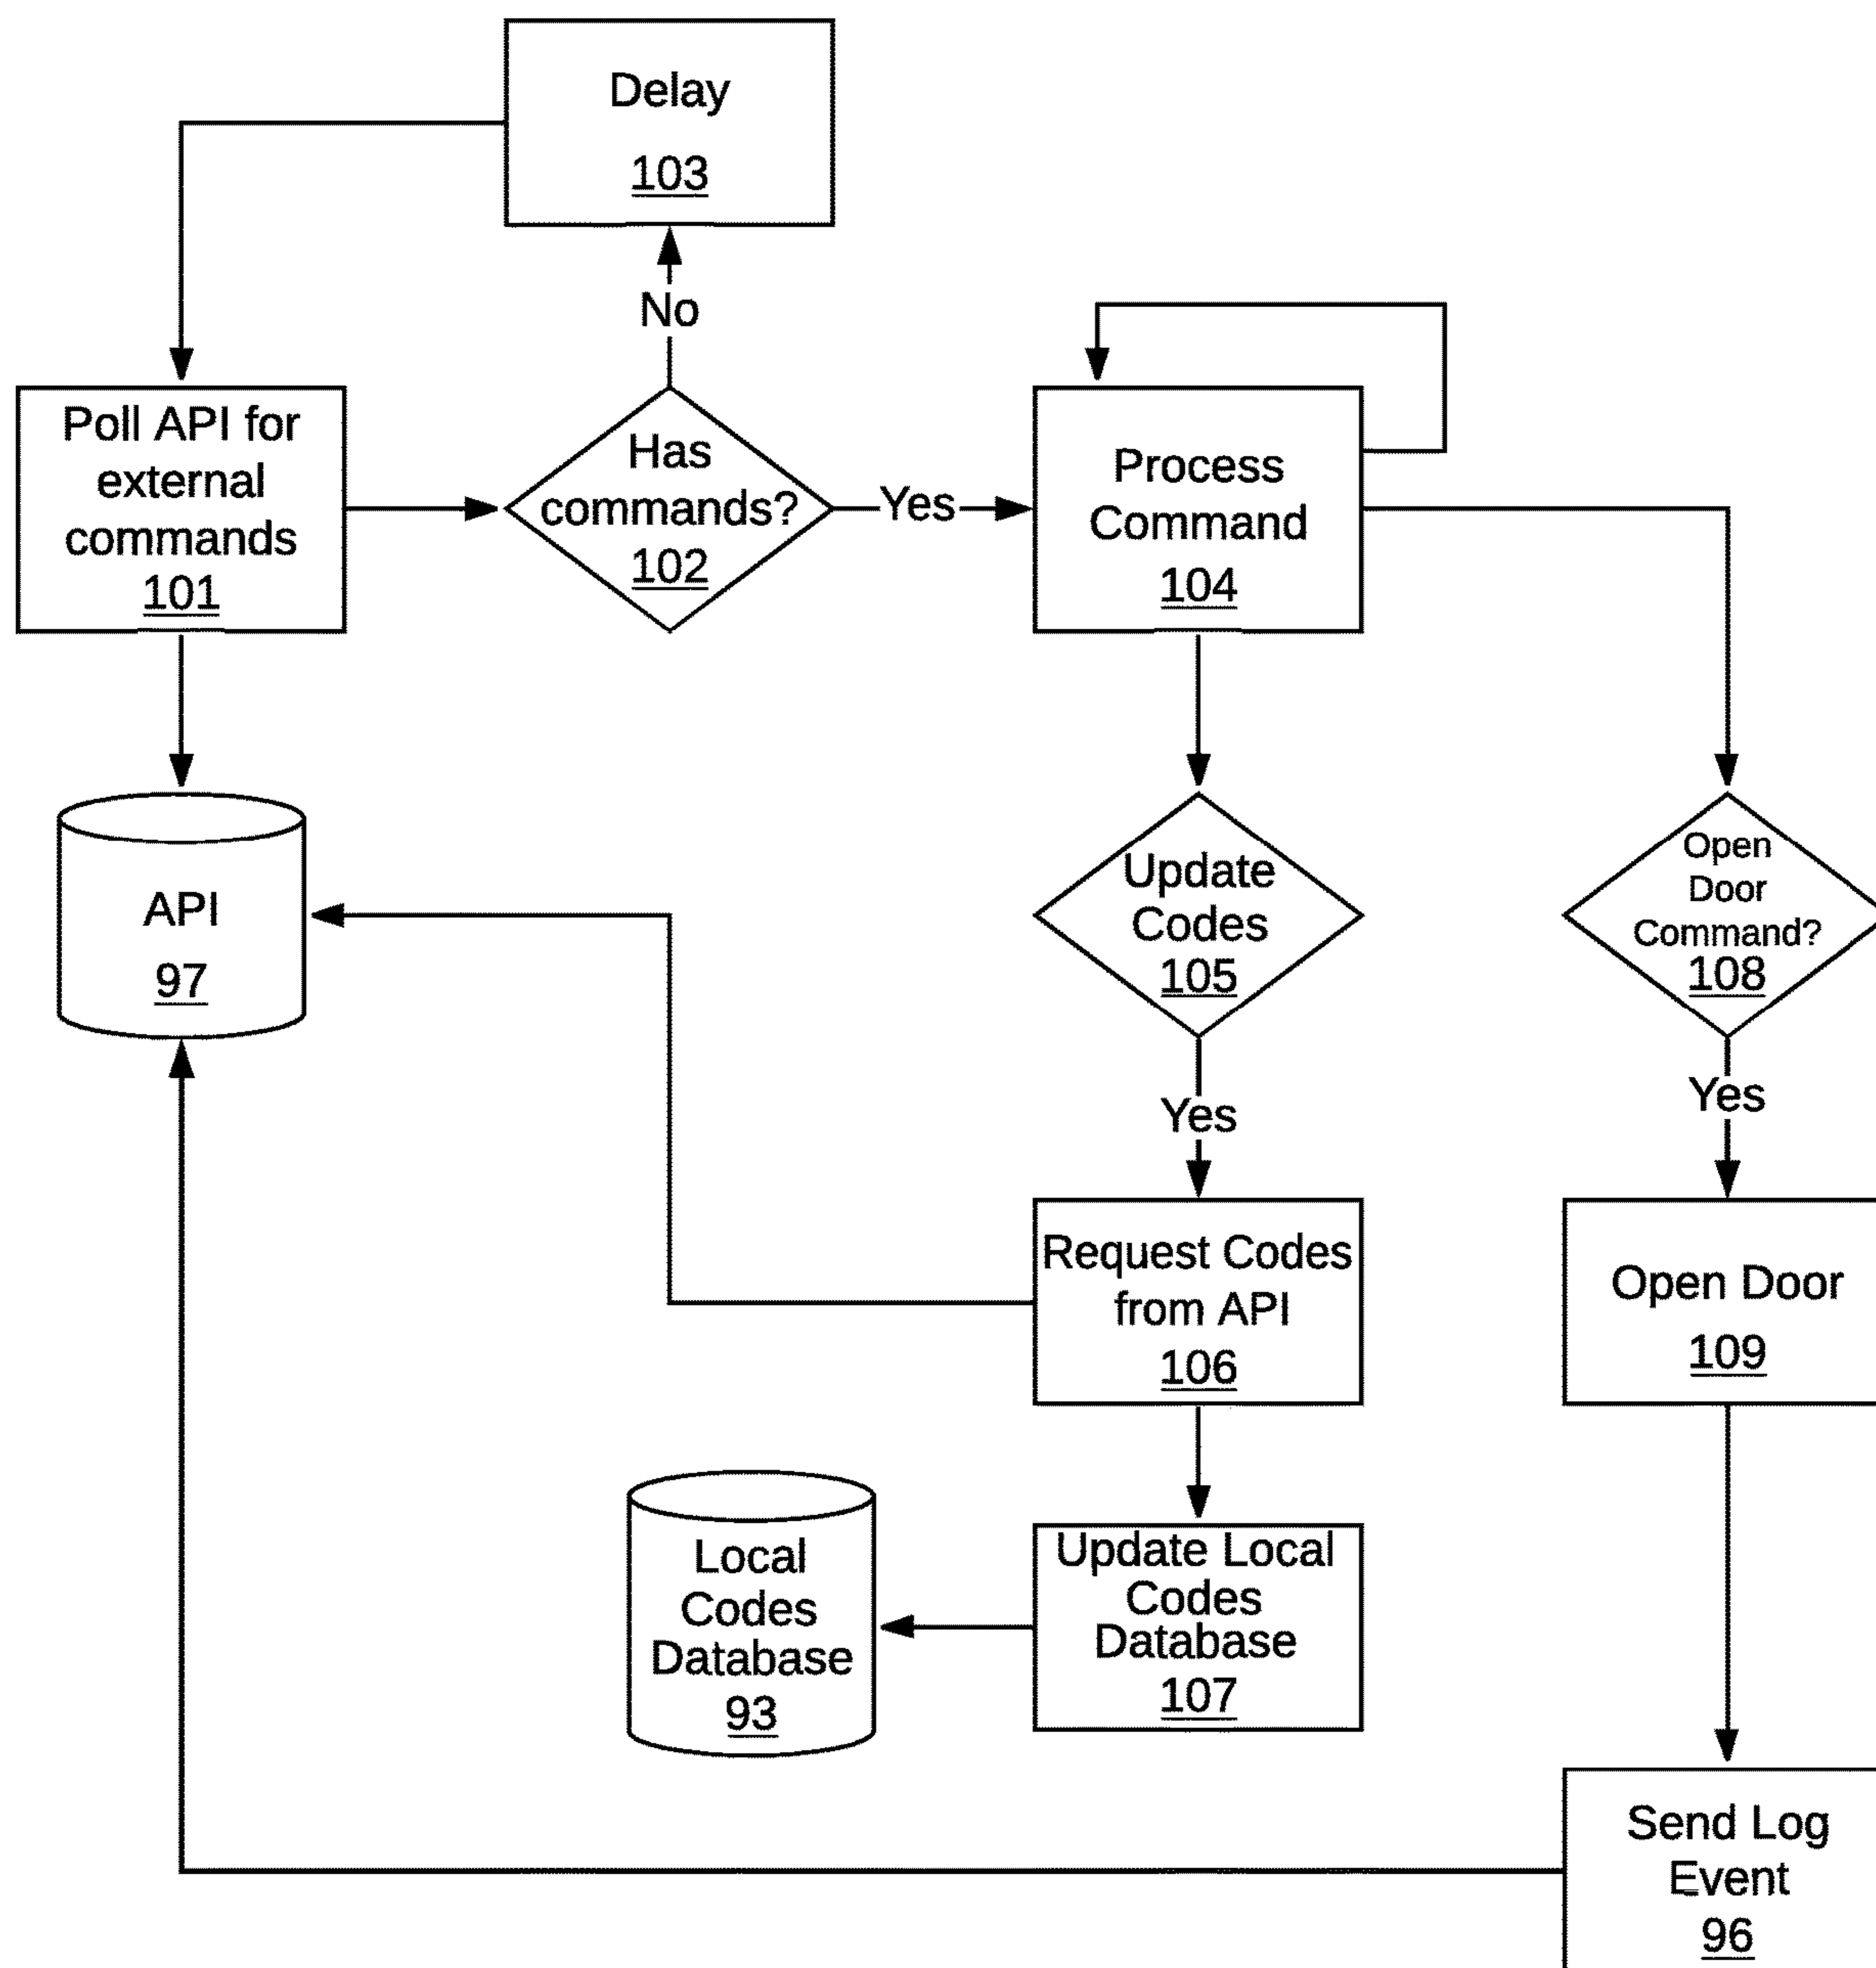 Delay
103
No
Poll API for
external
commands
101
Has
commands?
102
Yes
Process
Command
104
API
97
Update
Codes
105
Open
Door
Command?
108
Yes
Yes
Request Codes
from API
106
Open Door
109
Local
Codes
Database
93
Update Local
Codes
Database
107
Send Log
Event
96